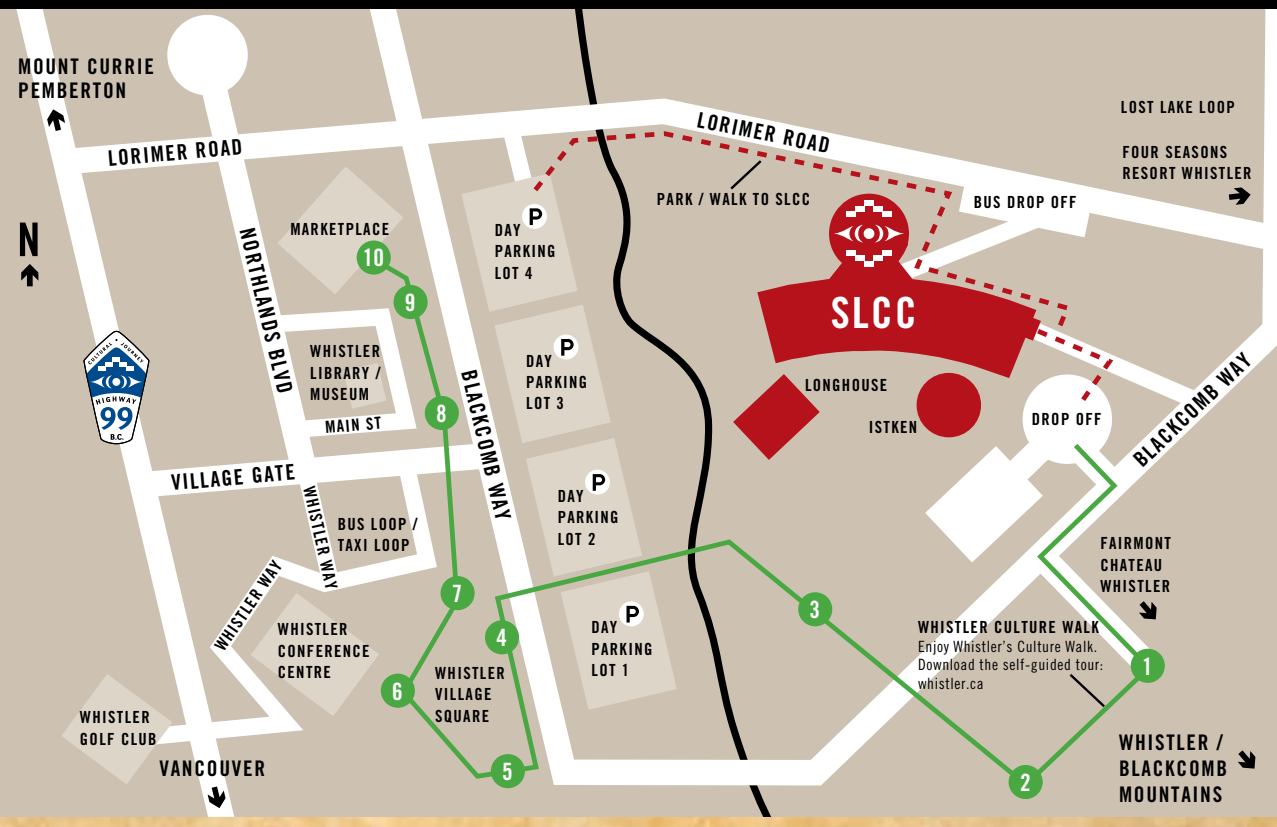 MOUNT CURRIE
PEMBERTON
LORIMER ROAD
LORIMER ROAD
LOST LAKE LOOP
FOUR SEASONS
RESORT WHISTLER
PARK / WALK TO SLCC
BUS DROP OFF
N
MARKETPLACE
10
9
NORTHLANDS BLVD
P
DAY
PARKING
LOT 4
SLCC
CULTURAL • JOURNEY
HIGHWAY
99
B.C.
WHISTLER
LIBRARY /
MUSEUM
MAIN ST
8
BLACKCOMB WAY
P
DAY
PARKING
LOT 3
LONGHOUSE
ISTKEN
DROP OFF
BLACKCOMB WAY
VILLAGE GATE
WHISTLER WAY
BUS LOOP /
TAXI LOOP
P
DAY
PARKING
LOT 2
WHISTLER WAY
7
FAIRMONT
CHATEAU
WHISTLER
WHISTLER
CONFERENCE
CENTRE
6
WHISTLER
VILLAGE
SQUARE
4
5
P
DAY
PARKING
LOT 1
3
WHISTLER CULTURE WALK
Enjoy Whistler's Culture Walk.
Download the self-guided tour:
whistler.ca
1
2
WHISTLER
GOLF CLUB
VANCOUVER
WHISTLER /
BLACKCOMB
MOUNTAINS